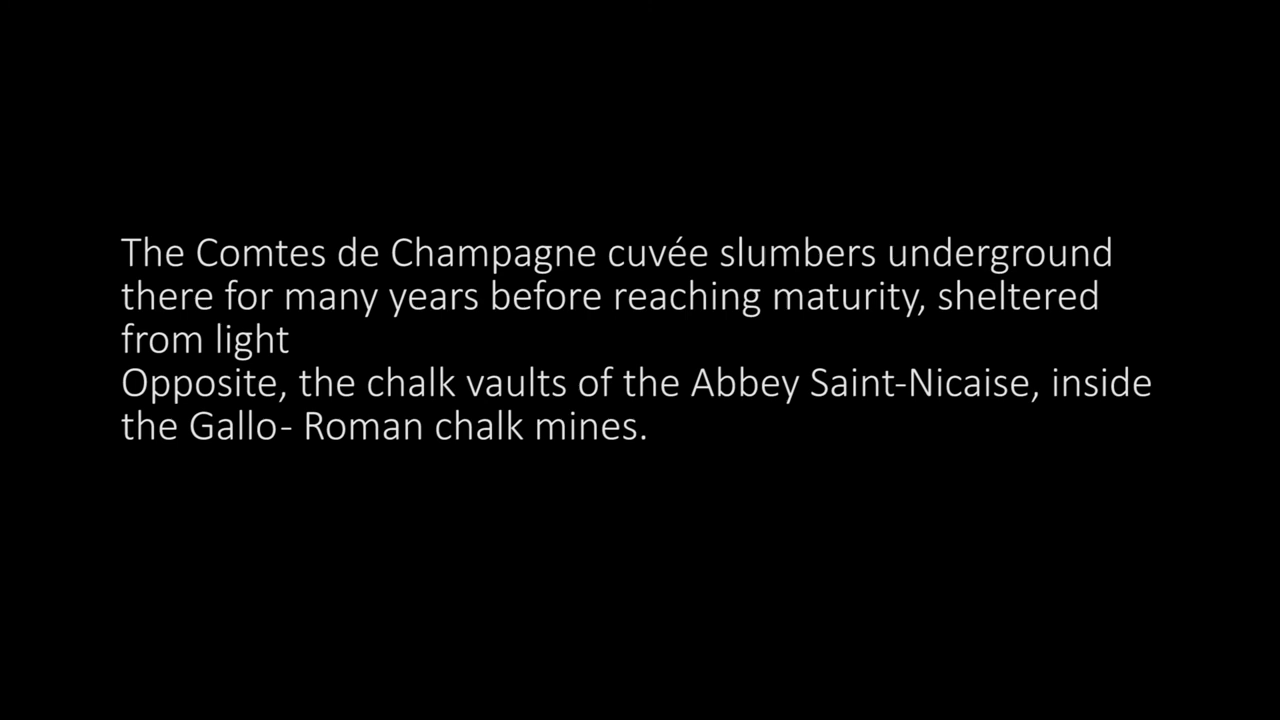 The Comtes de Champagne cuvée slumbers underground
there for many years before reaching maturity, sheltered
from light
Opposite, the chalk vaults of the Abbey Saint-Nicaise, inside
the Gallo- Roman chalk mines.